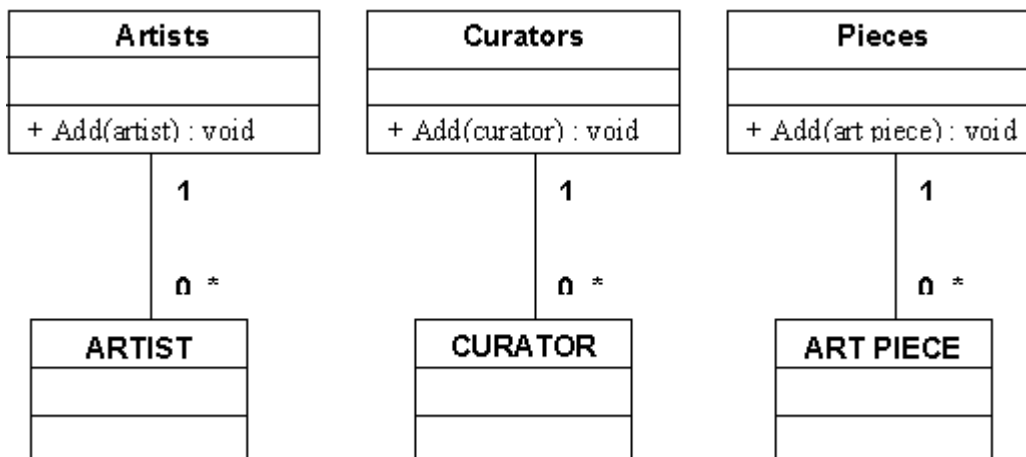 Artists
Curators
Pieces
+ Add(artist) : void
+ Add(curator) : void
+ Add(art piece) : void
1
1
1
0 *
0 *
0 *
ARTIST
CURATOR
ART PIECE